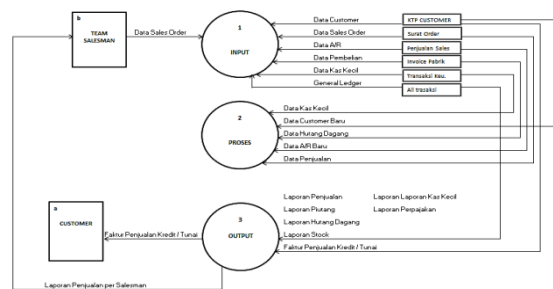 b
TEAM
SALESMAN
Data Sales Order
1
INPUT
Data Customer
KTP CUSTOMER
Data Sales Order
Surat Order
Data A/R
Penjualan Sales
Data Pembelian
Invoice Fabrik
Data Kas Kecil
Transaksi Keu.
General Ledger
All trasaksi
2
PROSES
Data Kas Kecil
Data Customer Baru
Data Hutang Dagang
Data A/R Baru
Data Penjualan
a
CUSTOMER
Faktur Penjualan Kredit / Tunai
3
OUTPUT
Laporan Penjualan
Laporan Laporan Kas Kecil
Laporan Piutang
Laporan Perpajakan
Laporan Hutang Dagang
Laporan Stock
Faktur Penjualan Kredit / Tunai
Laporan Penjualan per Salesman